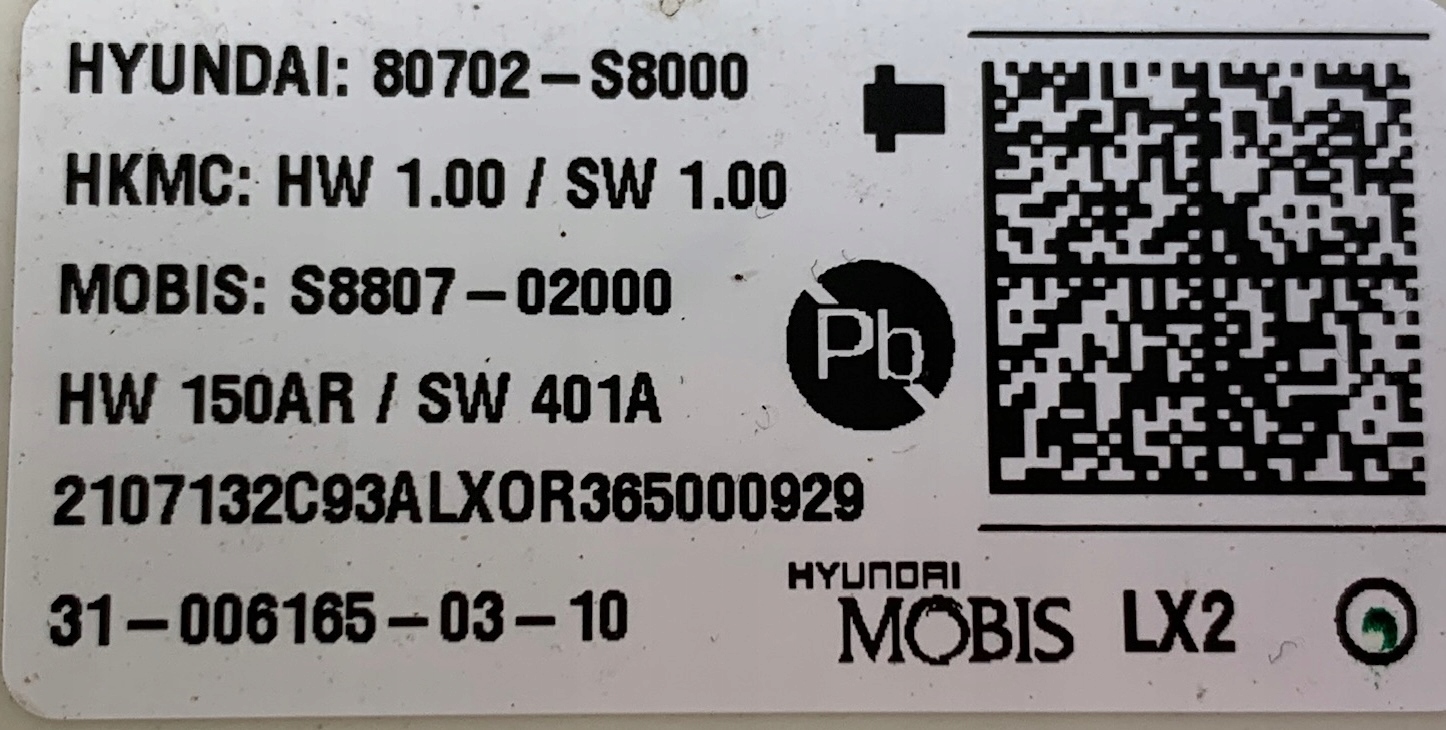 HYUNDAI: 80702-S8000
HKMC: HW 1.00 / SW 1.00
MOBIS: S8807-02000
HW 150AR / SW 401A
2107132C93ALXOR365000929
31-006165-03-10
Pb
HYUNDAI
MOBIS
LX2